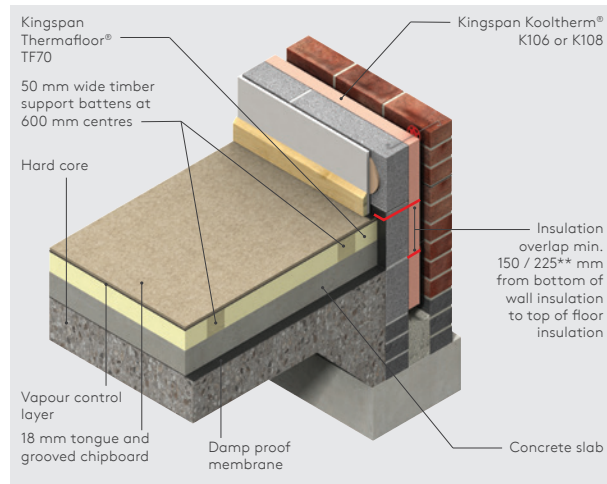 Kingspan
Thermafloor®
TF70
50 mm wide timber
support battens at
600 mm centres
Hard core
Vapour control
layer
18 mm tongue and
grooved chipboard
Damp proof
membrane
Kingspan Kooltherm®
K106 or K108
Insulation
overlap min.
150 / 225** mm
from bottom of
wall insulation
to top of floor
insulation
Concrete slab